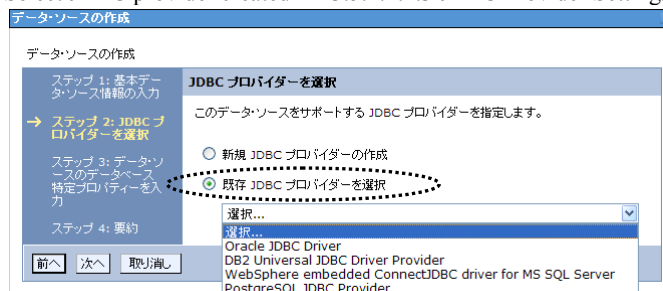 Select provider created in Provider Setting
データ・ソースの作成
データ・ソースの作成
ステップ 1: 基本デー
タ・ソース情報の入力
→ ステップ 2: JDBC プ
ロバイダーを選択
ステップ 3: データ・ソ
ースのデータベース
特定プロパティーを入
力
ステップ 4: 要約
JDBC プロバイダーを選択
このデータ・ソースをサポートする JDBC プロバイダーを指定します。
新規 JDBC プロバイダーの作成
既存 JDBC プロバイダーを選択
選択...
選択...
Oracle JDBC Driver
DB2 Universal JDBC Driver Provider
WebSphere embedded ConnectJDBC driver for MS SQL Server
PostgreSQL JDBC Provider
前へ 次へ 取り消し